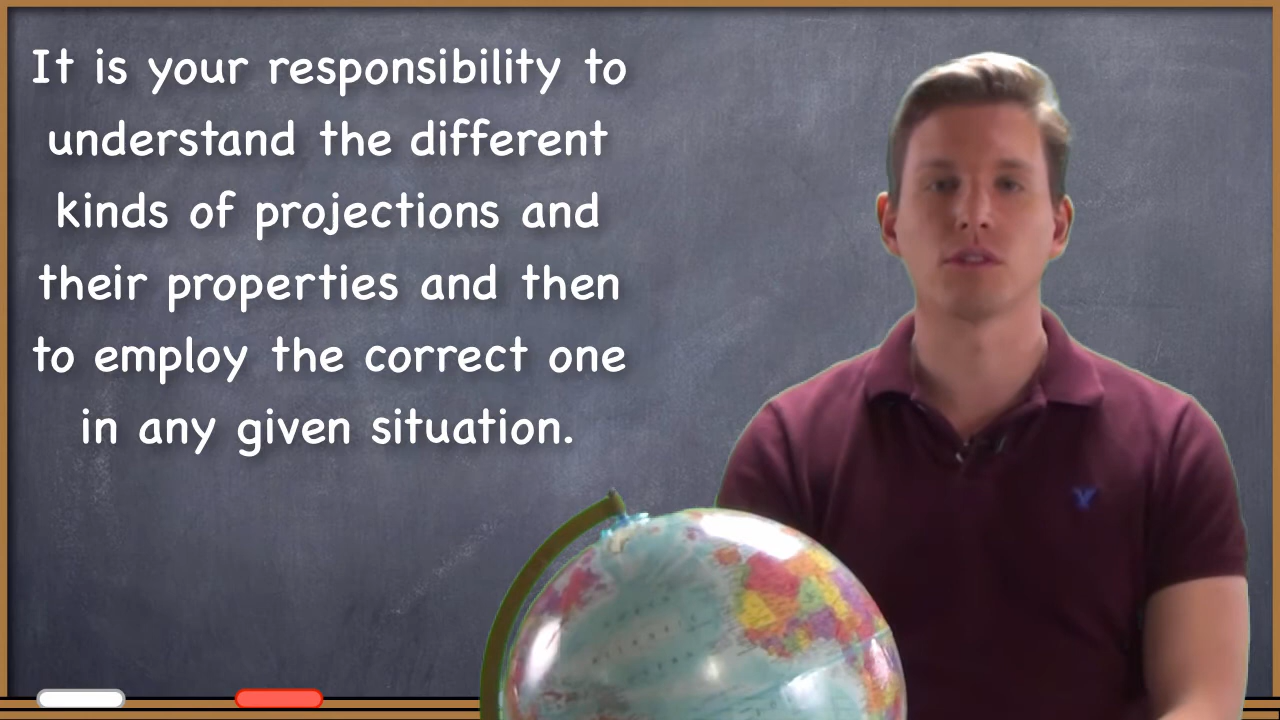 It is your responsibility to
understand the different
kinds of projections and
their properties and then
to employ the correct one
in any given situation.